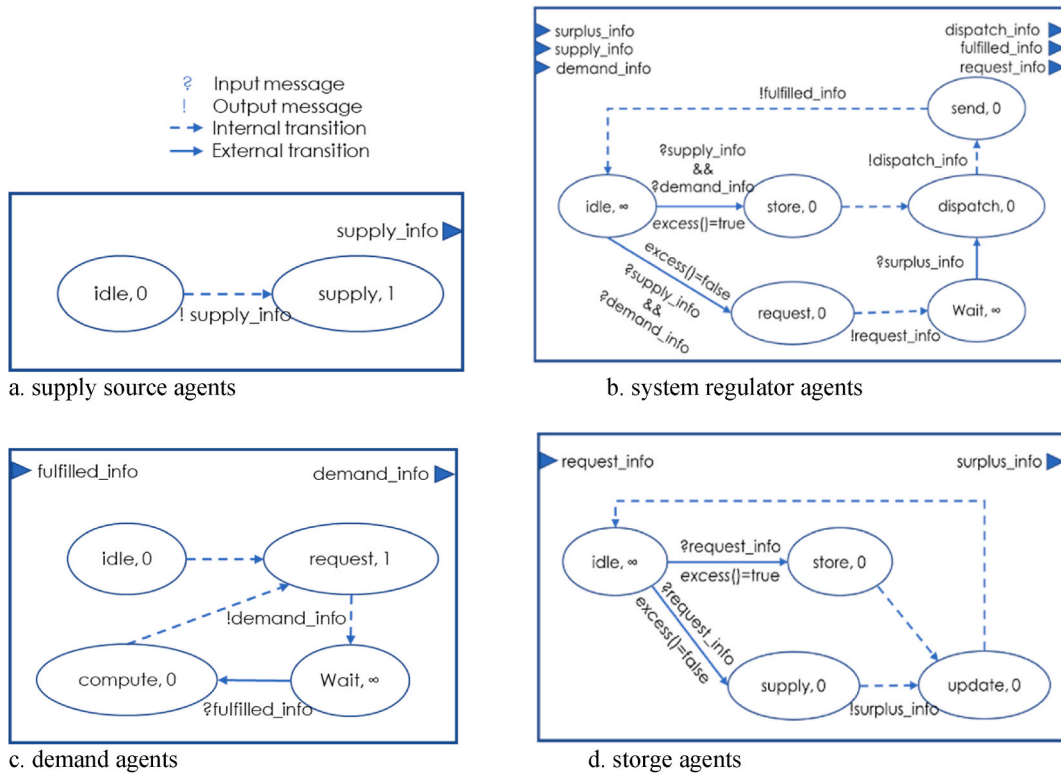 ? Input message
! Output message
Internal transition
External transition
supply_info
idle, 0
supply, 1
! supply_info
a. supply source agents
surplus_info
supply_info
demand_info
dispatch_info
fulfilled_info
request_info
!fulfilled_info
send, 0
?supply_info
&&
?demand_info
!dispatch_info
idle, ∞
excess()=true
store, 0
dispatch, 0
excess()=false
?supply_info
&&
?demand_info
?surplus_info
request, 0
!request_info
Wait, ∞
b. system regulator agents
fulfilled_info
demand_info
idle, 0
request, 1
!demand_info
compute, 0
?fulfilled_info
Wait, ∞
c. demand agents
request_info
surplus_info
idle, ∞
?request_info
excess()=true
store, 0
?request_info
excess()=false
supply, 0
!surplus_info
update, 0
d. storge agents